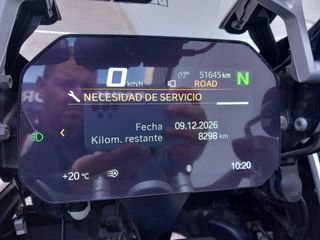 0 km/h 51645 km N
ROAD
NECESIDAD DE SERVICIO
Fecha 09.12.2026
Kilom. restante 8298 km
+20 °C 10:20